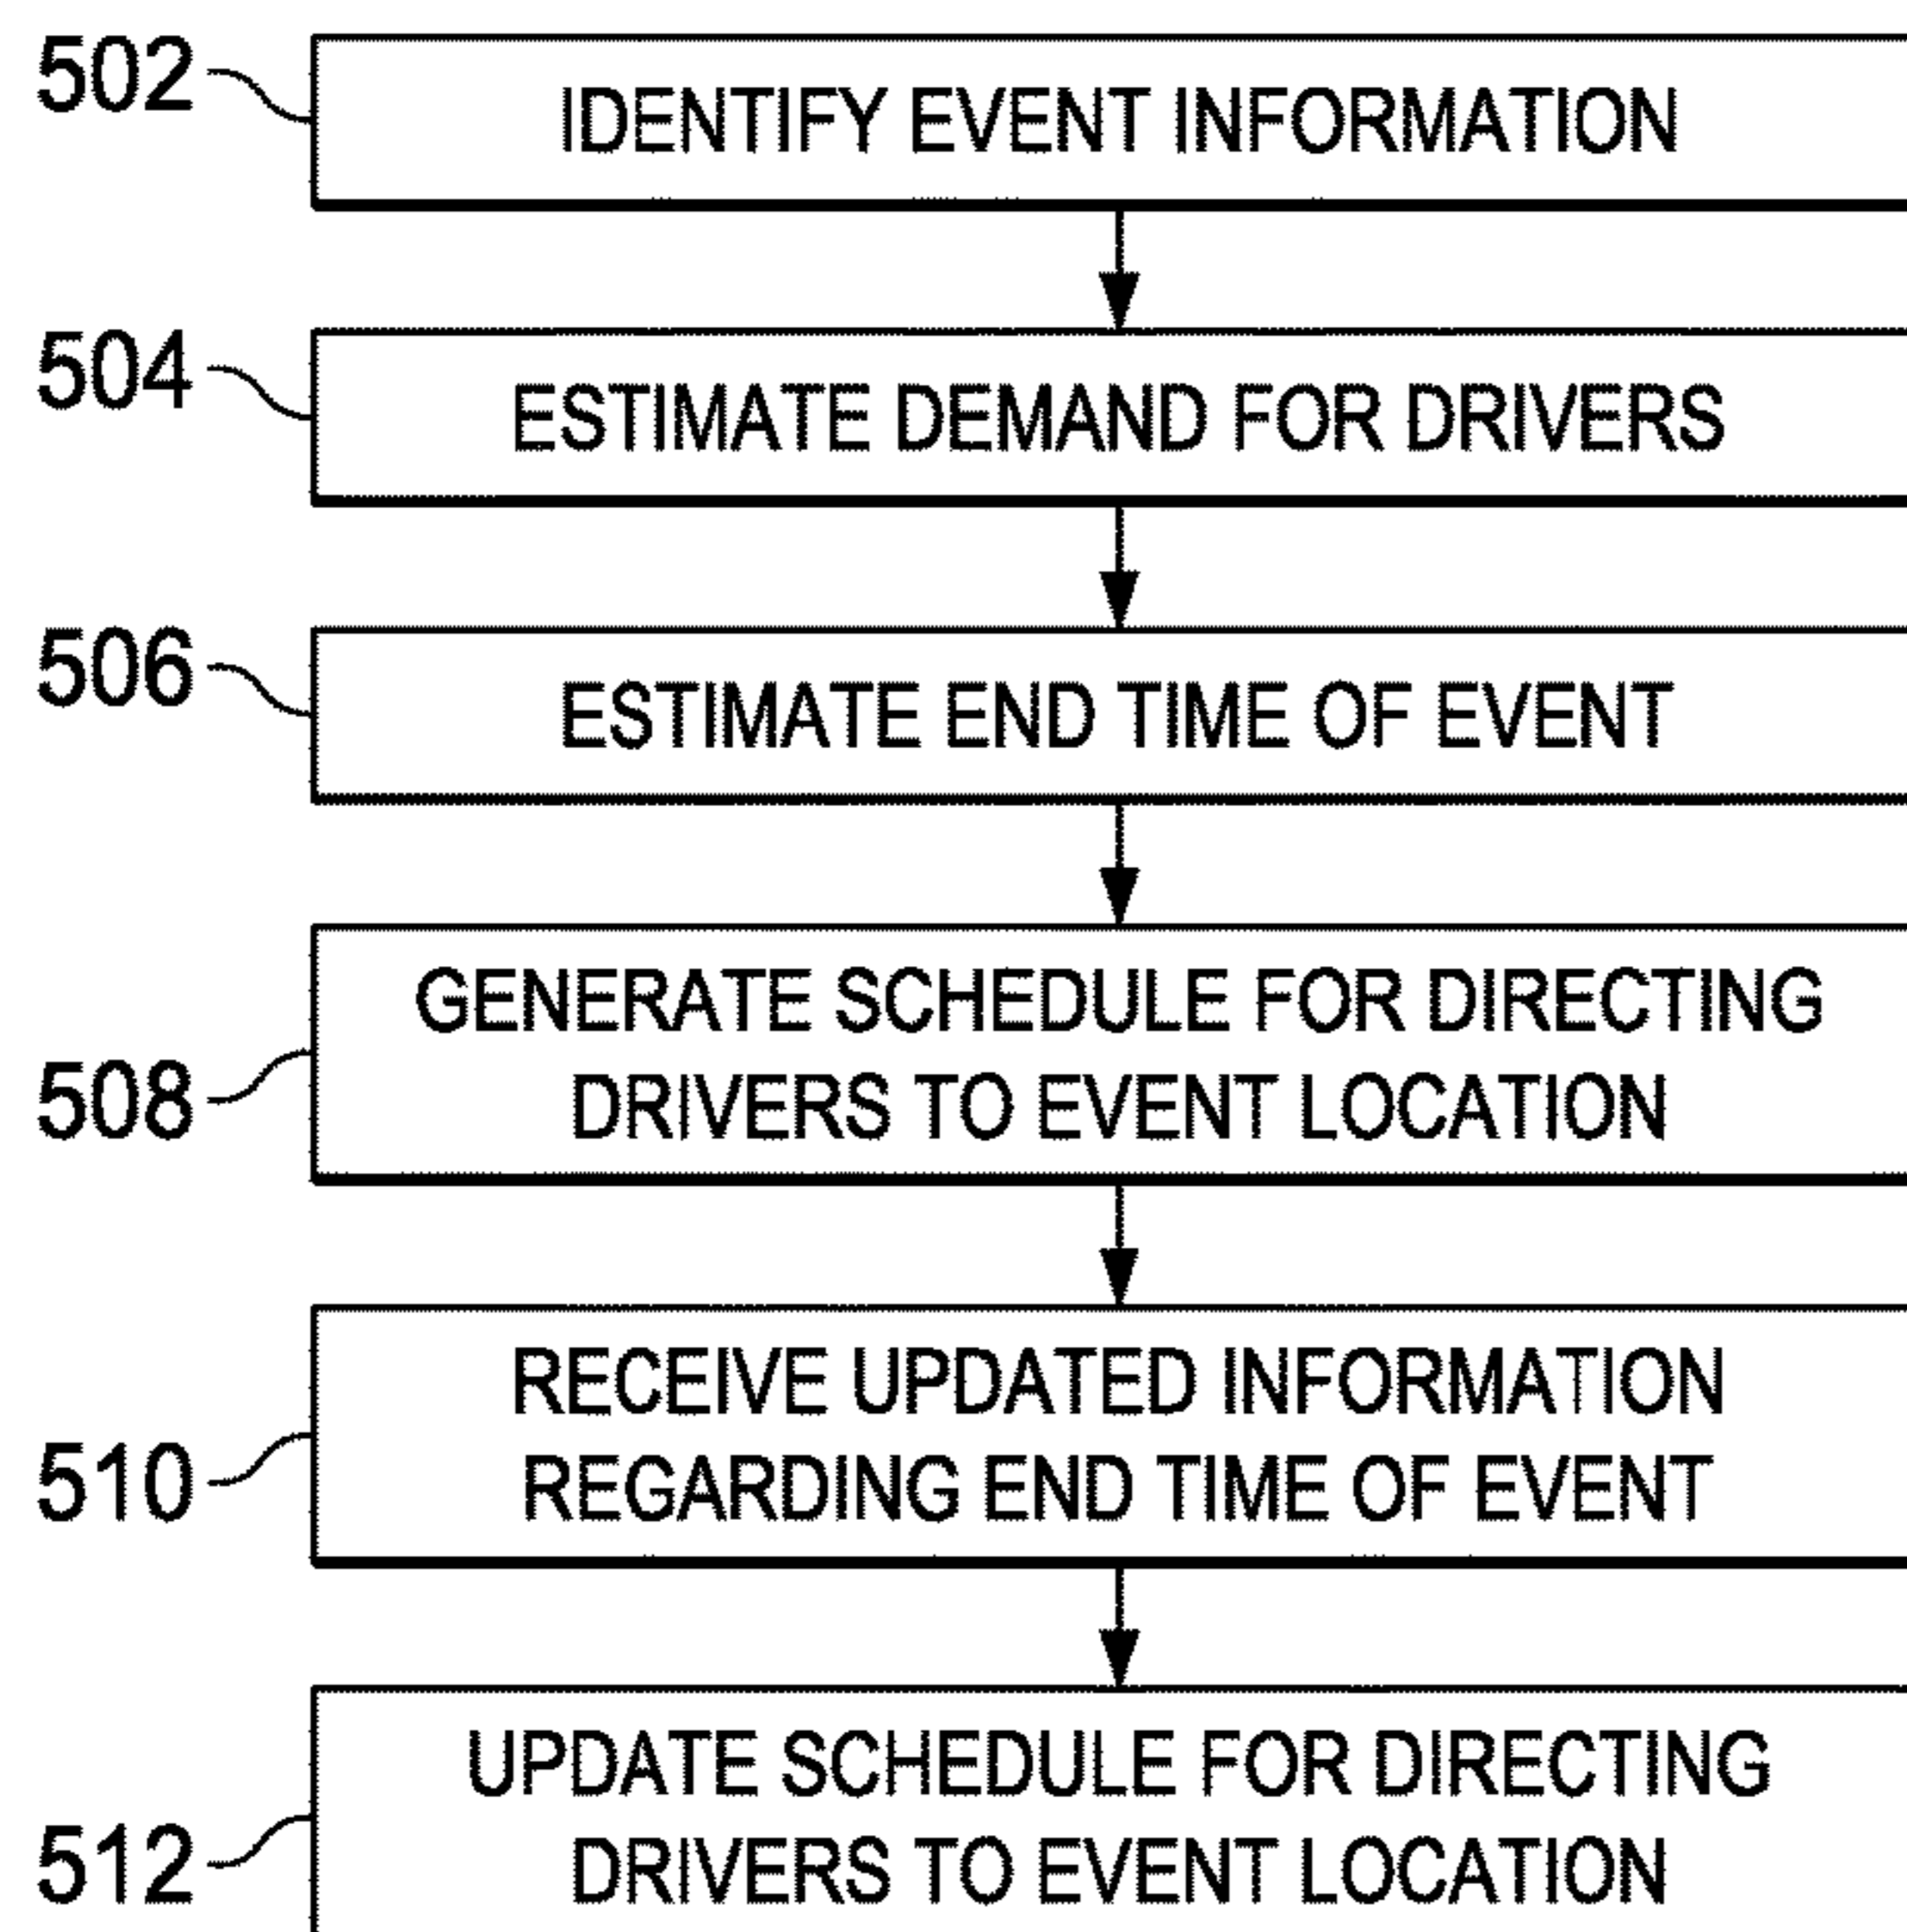 502
IDENTIFY EVENT INFORMATION
504
ESTIMATE DEMAND FOR DRIVERS
506
ESTIMATE END TIME OF EVENT
508
GENERATE SCHEDULE FOR DIRECTING
DRIVERS TO EVENT LOCATION
510
RECEIVE UPDATED INFORMATION
REGARDING END TIME OF EVENT
512
UPDATE SCHEDULE FOR DIRECTING
DRIVERS TO EVENT LOCATION